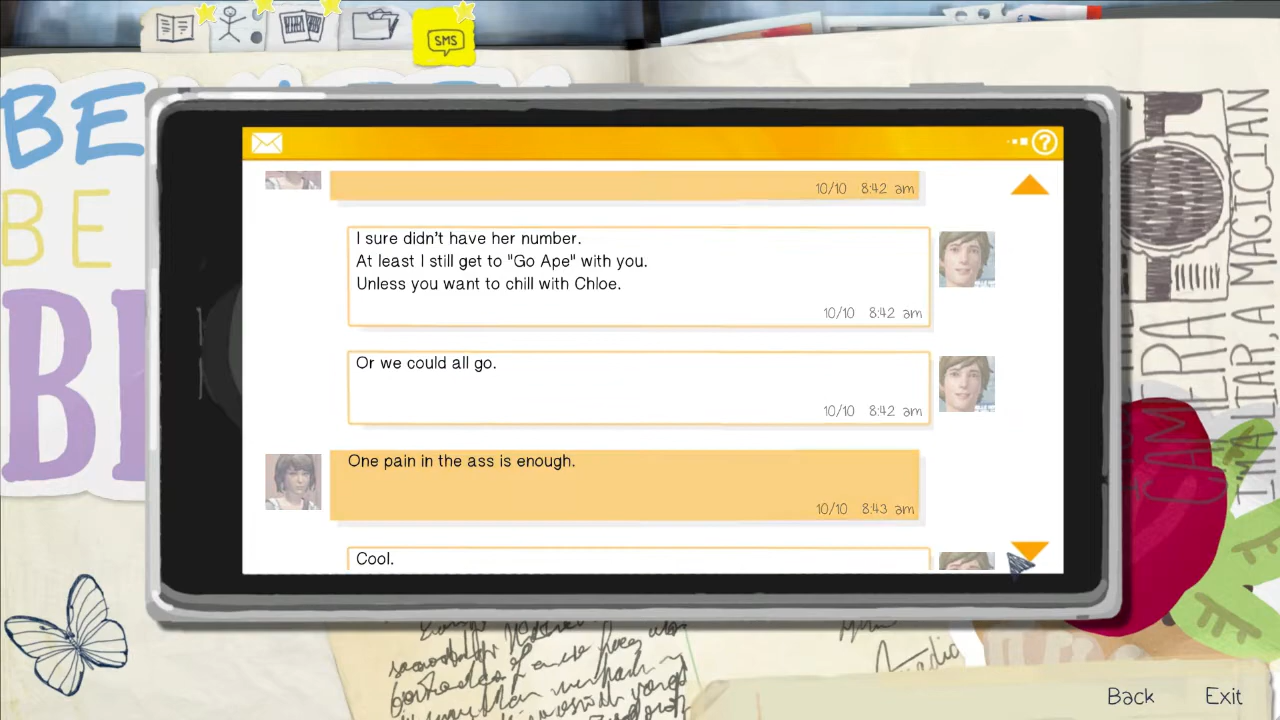 SMS
BE
BE
10/10 8:42 am
I sure didn't have her number.
At least I still get to "Go Ape" with you.
Unless you want to chill with Chloe.
10/10 8:42 am
Or we could all go.
10/10 8:42 am
One pain in the ass is enough.
10/10 8:43 am
Cool.
CAMERA
A MAGICIAN
Back
Exit